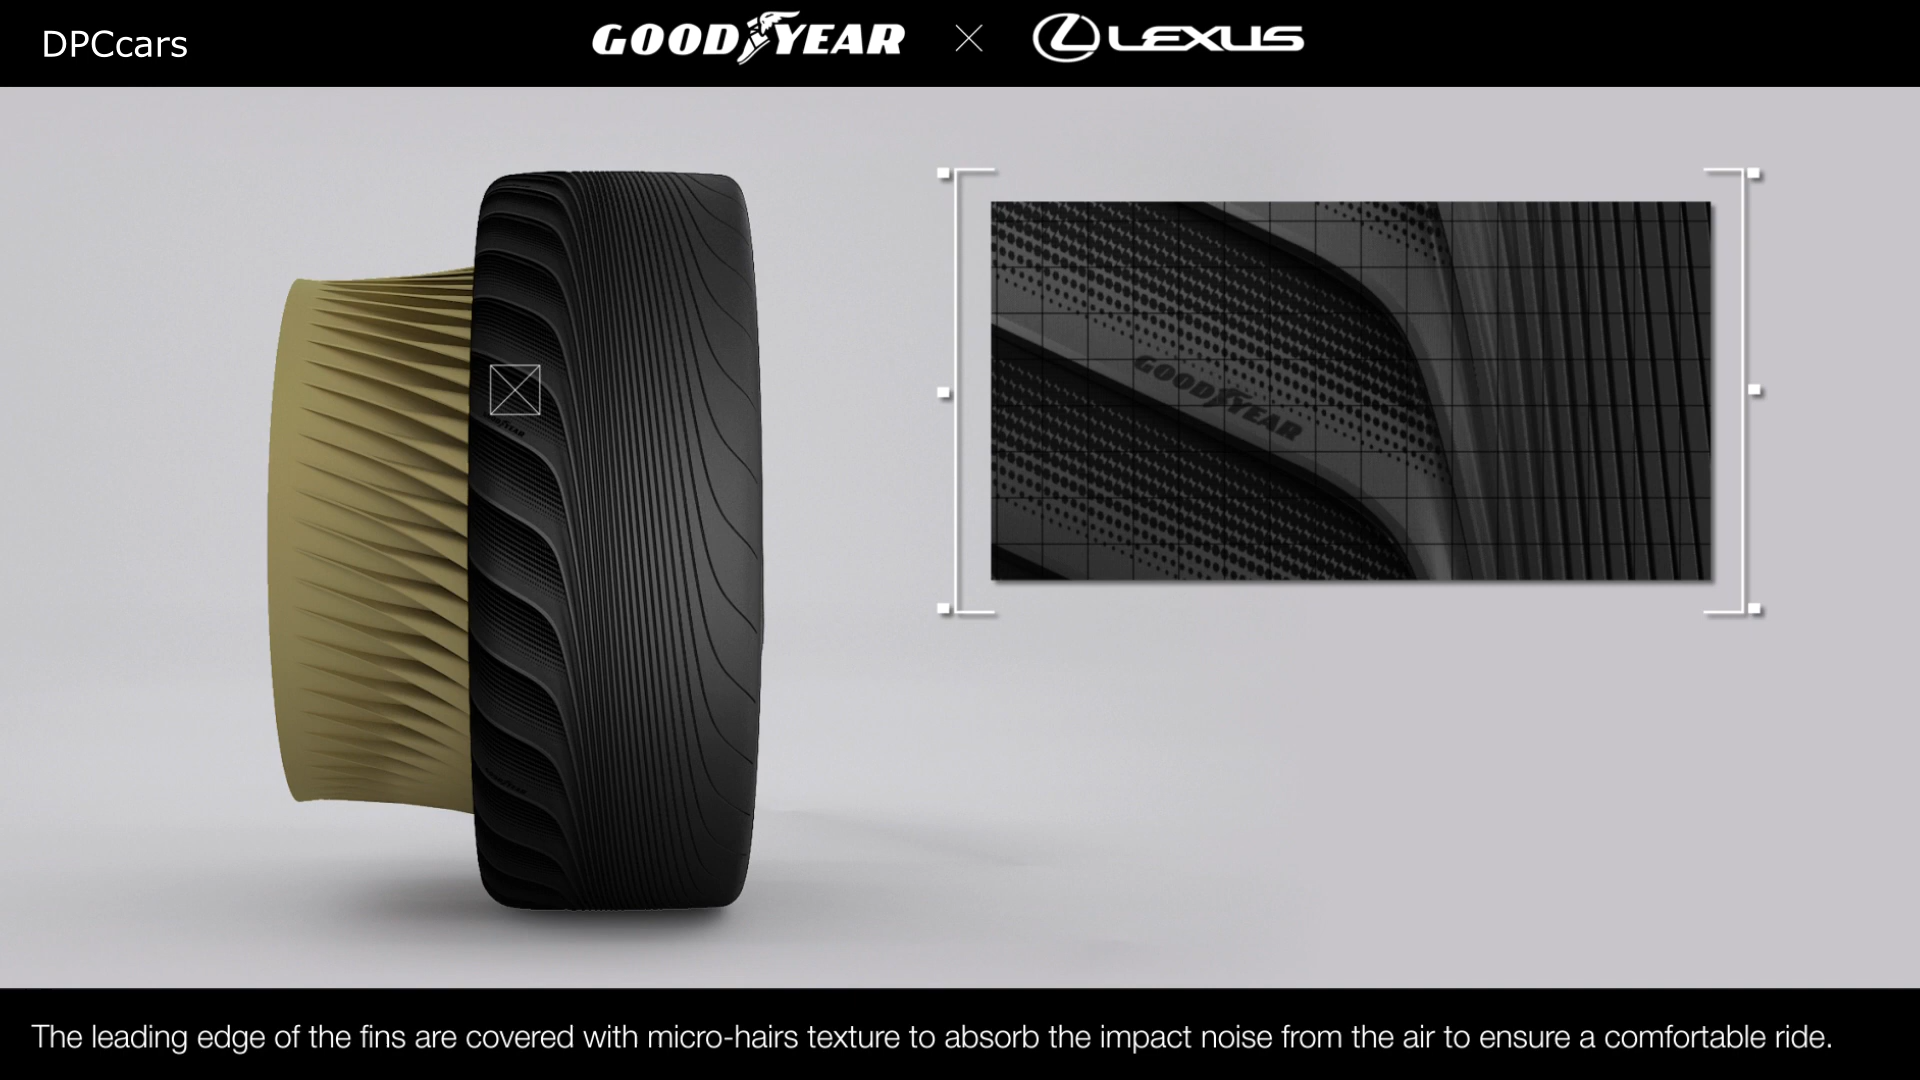 DPCcars
GOODYEAR
LEXUS
GOODYEAR
The leading edge of the fins are covered with micro-hairs texture to absorb the impact noise from the air to ensure a comfortable ride.